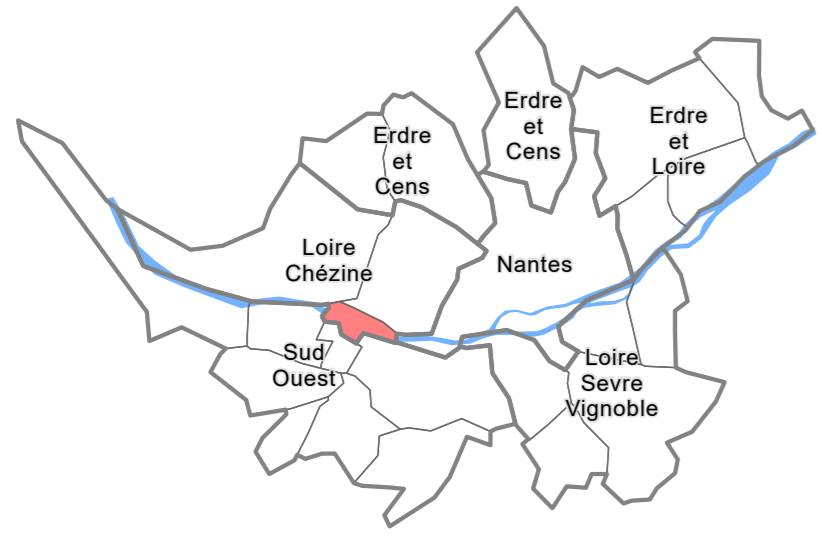 Erdre
et
Cens
Erdre
et
Loire
Erdre
et
Cens
Loire
Chézine
Nantes
Sud
Ouest
Loire
Sevre
Vignoble